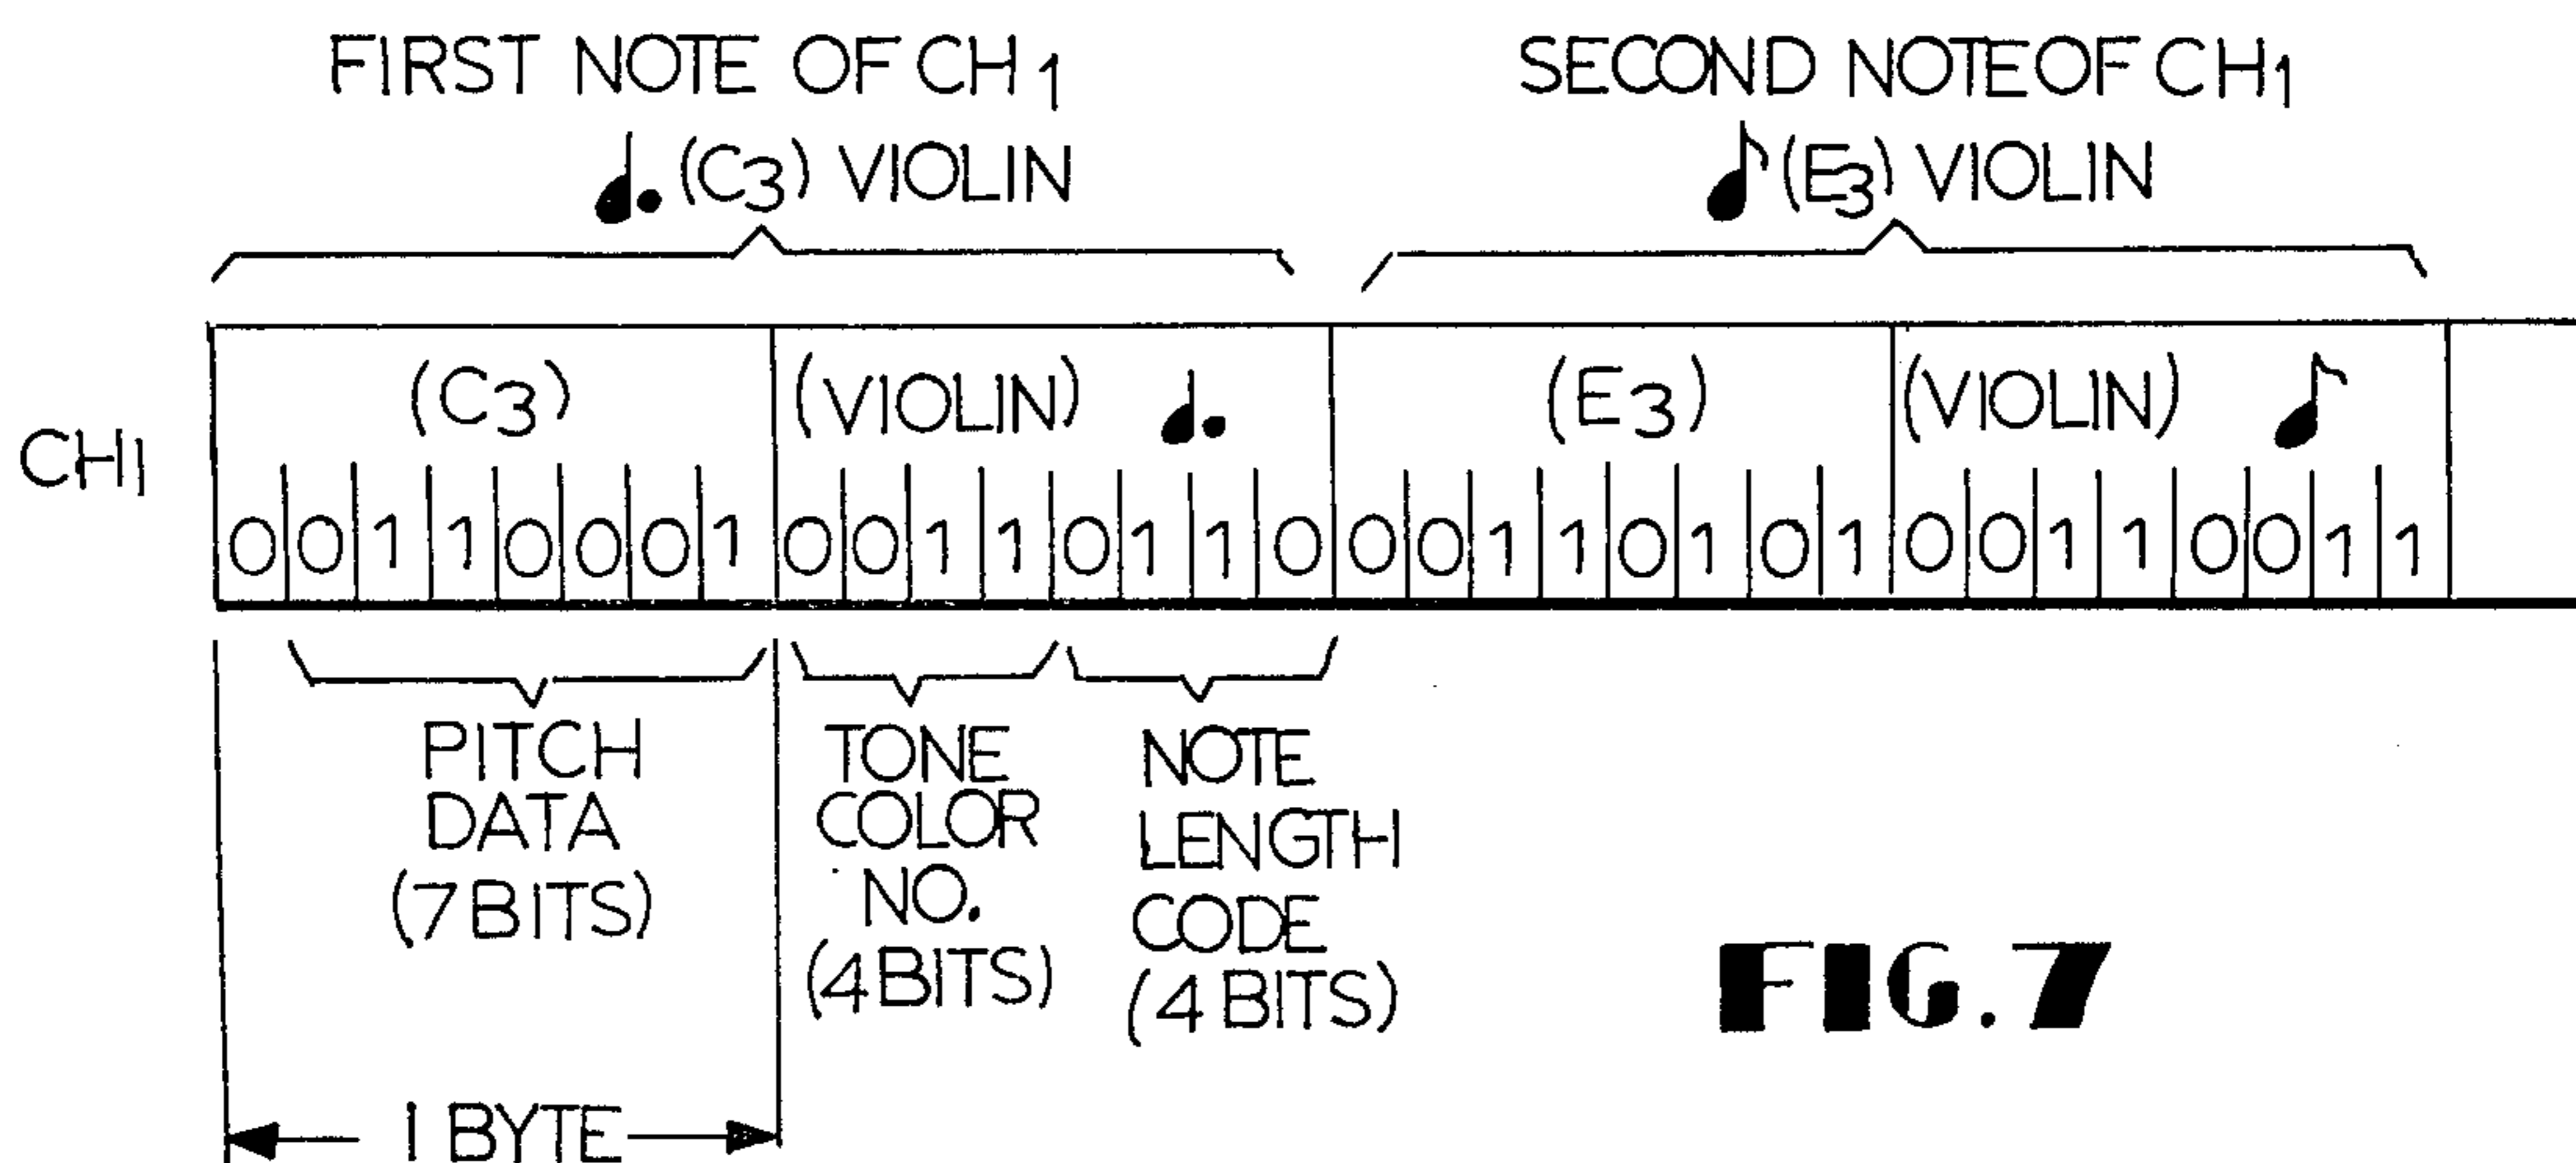 FIRST NOTE OF CH1
(C3) VIOLIN
SECOND NOTE OF CH1
(E3) VIOLIN
CH1
(C3)
(VIOLIN)
(E3)
(VIOLIN)
0 0 1 1 0 0 0 1 0 0 1 1 0 1 1 0 0 0 1 1 0 1 0 1 0 0 1 1 0 0 1 1
PITCH
DATA
(7 BITS)
TONE
COLOR
NO.
(4 BITS)
NOTE
LENGTH
CODE
(4 BITS)
1 BYTE
FIG.7